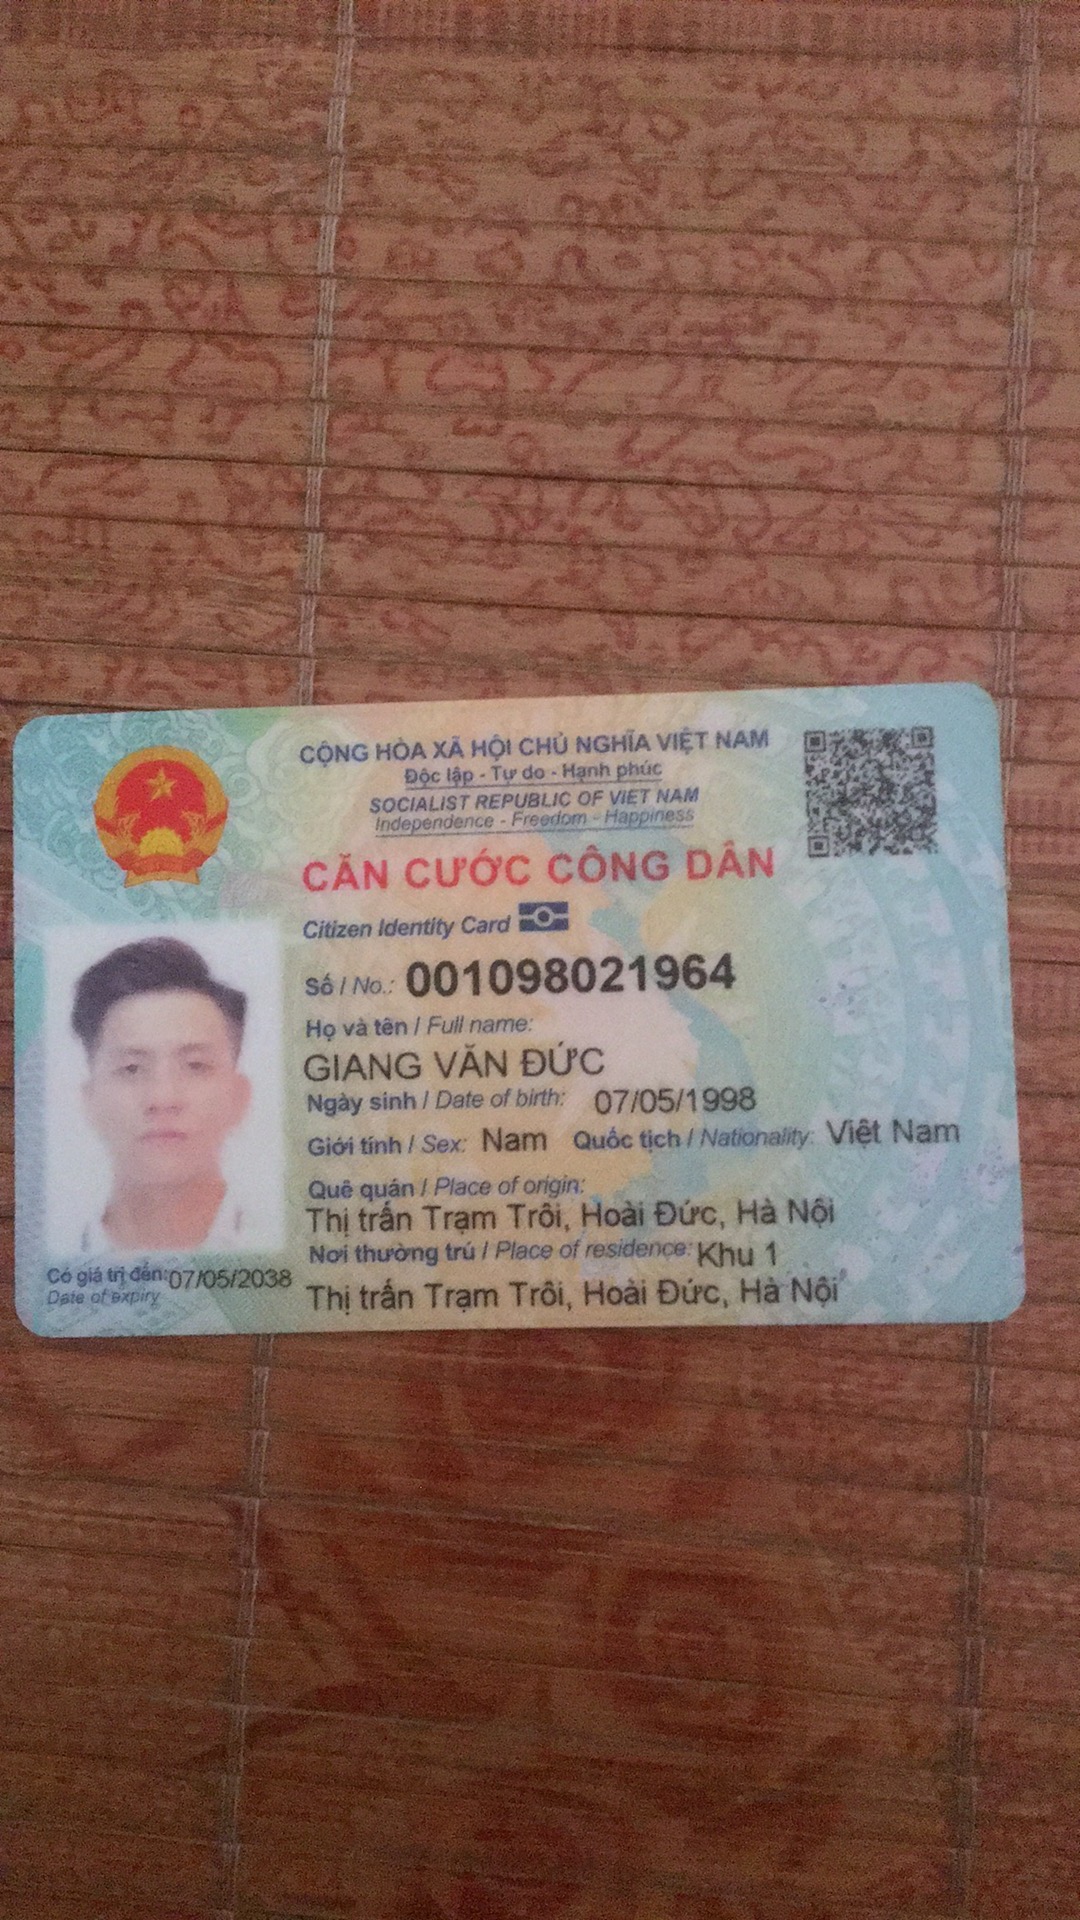 CỘNG HÒA XÃ HỘI CHỦ NGHĨA VIỆT NAM
Độc lập - Tự do - Hạnh phúc
SOCIALIST REPUBLIC OF VIET NAM
Independence - Freedom - Happiness
CĂN CƯỚC CÔNG DÂN
Citizen Identity Card
Số / No.: 001098021964
Họ và tên / Full name:
GIANG VĂN ĐỨC
Ngày sinh / Date of birth: 07/05/1998
Giới tính / Sex: Nam Quốc tịch / Nationality: Việt Nam
Quê quán / Place of origin:
Thị trấn Trạm Trôi, Hoài Đức, Hà Nội
Nơi thường trú / Place of residence: Khu 1
Thị trấn Trạm Trôi, Hoài Đức, Hà Nội
Có giá trị đến: 07/05/2038
Date of expiry